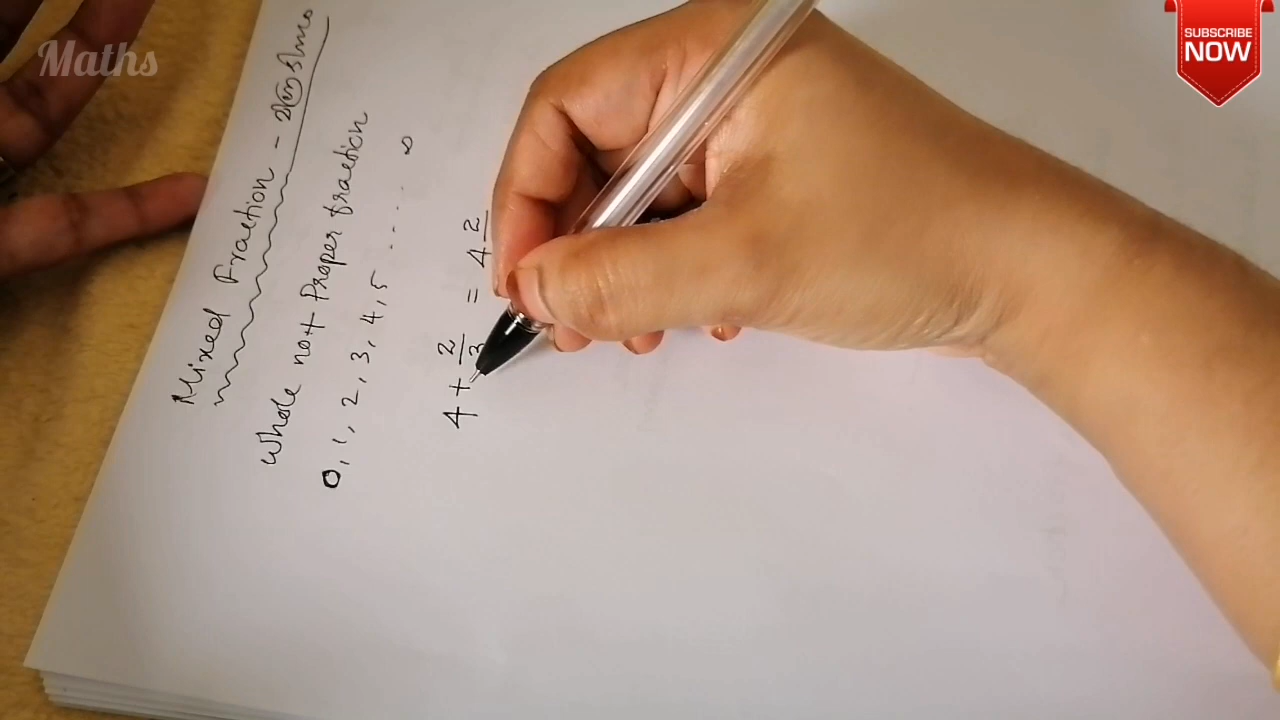 Maths
SUBSCRIBE
NOW
Mixed Fraction -
Whole no+ Proper fraction
0, 1, 2, 3, 4, 5 ..... ∞
4 + 2/3 = 4 2